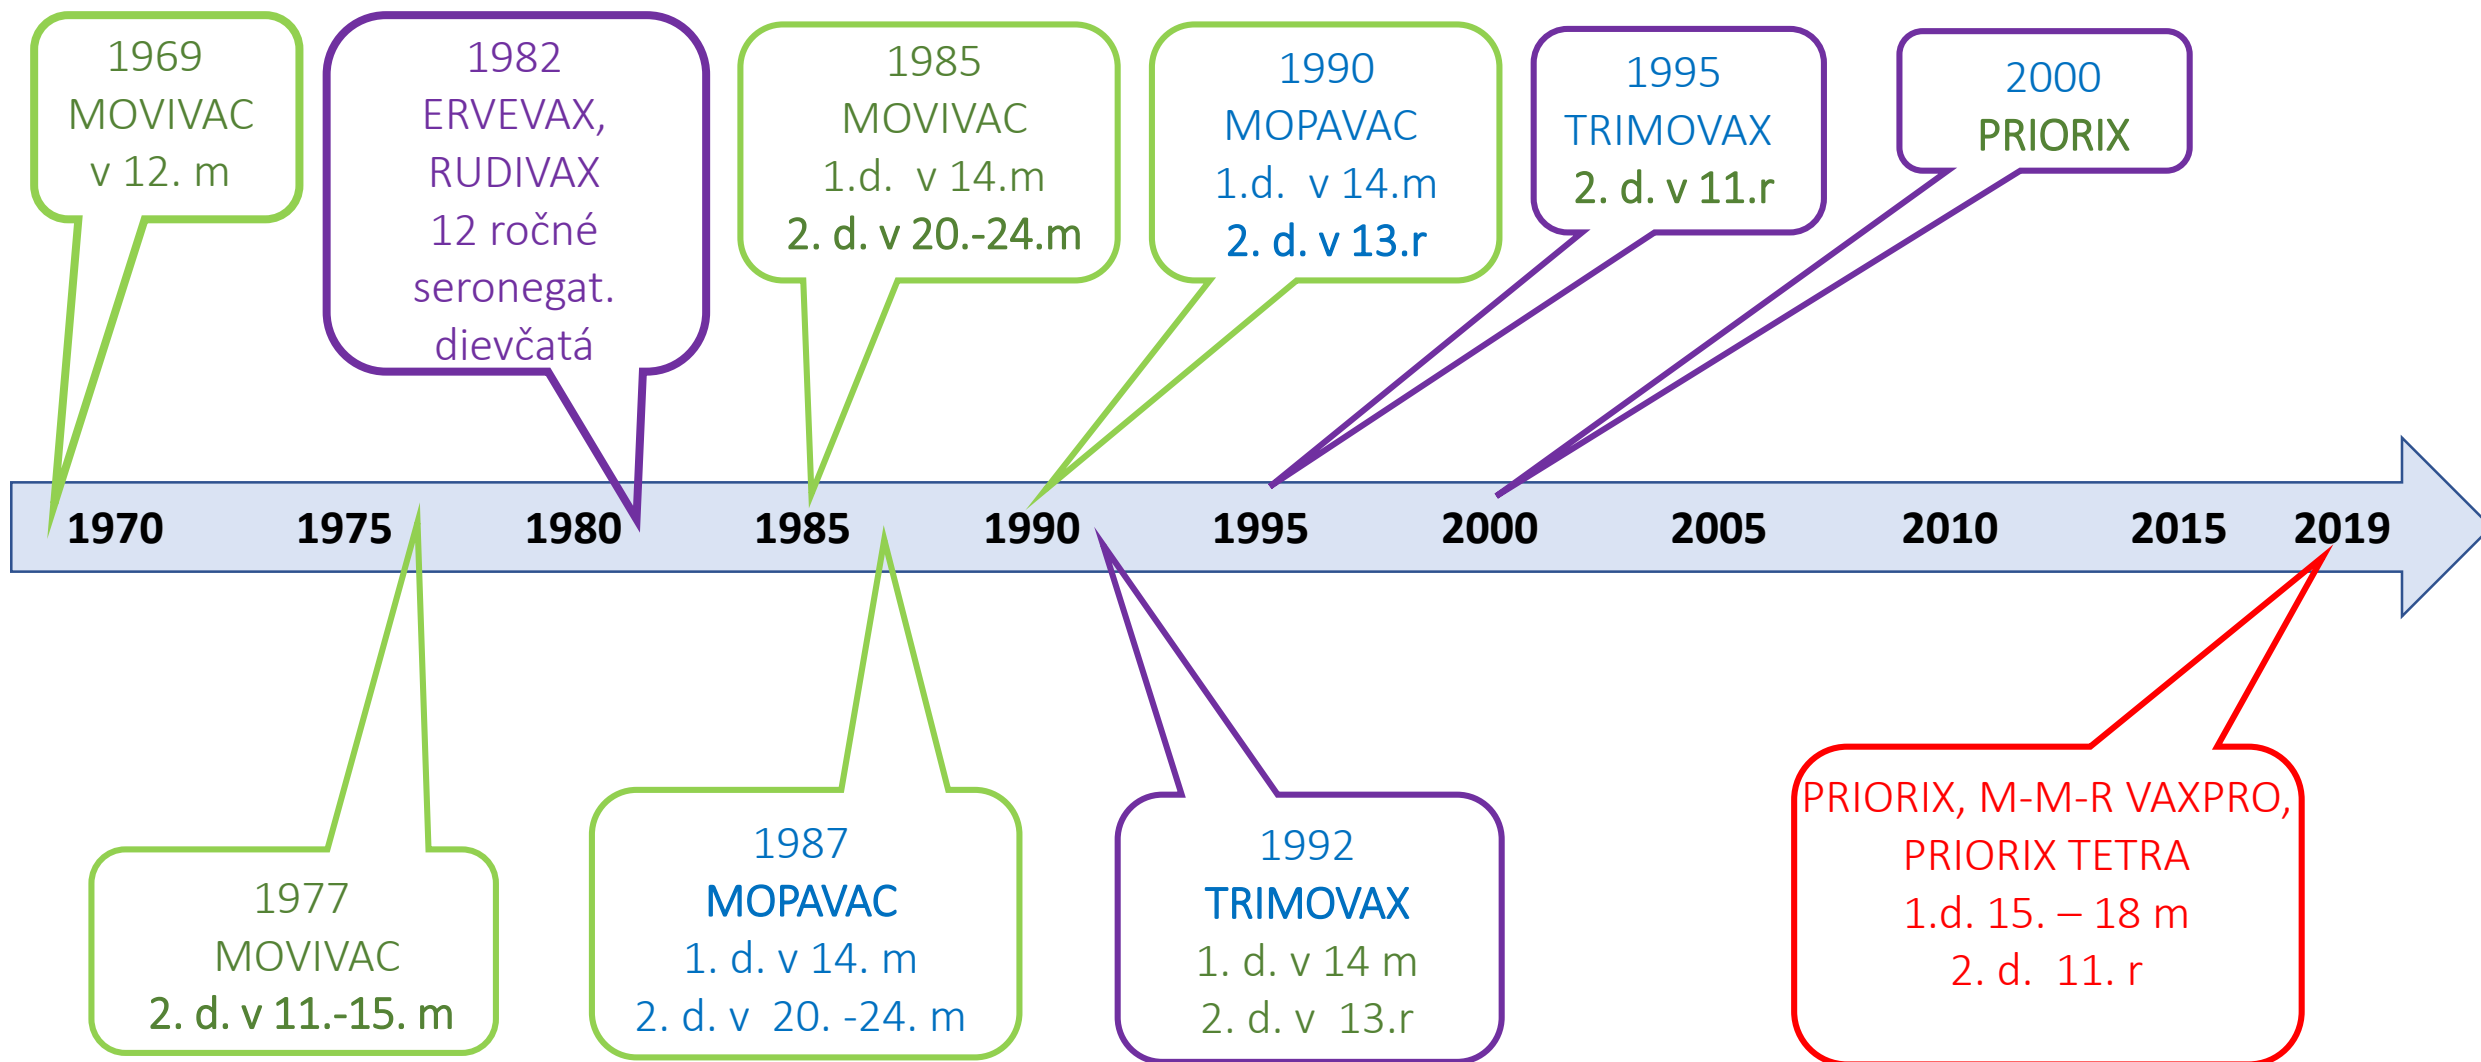 1969
MOVIVAC
v 12. m
1982
ERVEVAX,
RUDIVAX
12 ročné
seronegat.
dievčatá
1985
MOVIVAC
1.d. v 14.m
2. d. v 20.-24.m
1990
MOPAVAC
1.d. v 14.m
2. d. v 13.r
1995
TRIMOVAX
2. d. v 11.r
2000
PRIORIX
1970 1975 1980 1985 1990 1995 2000 2005 2010 2015 2019
1977
MOVIVAC
2. d. v 11.-15. m
1987
MOPAVAC
1. d. v 14. m
2. d. v 20. -24. m
1992
TRIMOVAX
1. d. v 14 m
2. d. v 13.r
PRIORIX, M-M-R VAXPRO,
PRIORIX TETRA
1.d. 15. – 18 m
2. d. 11. r